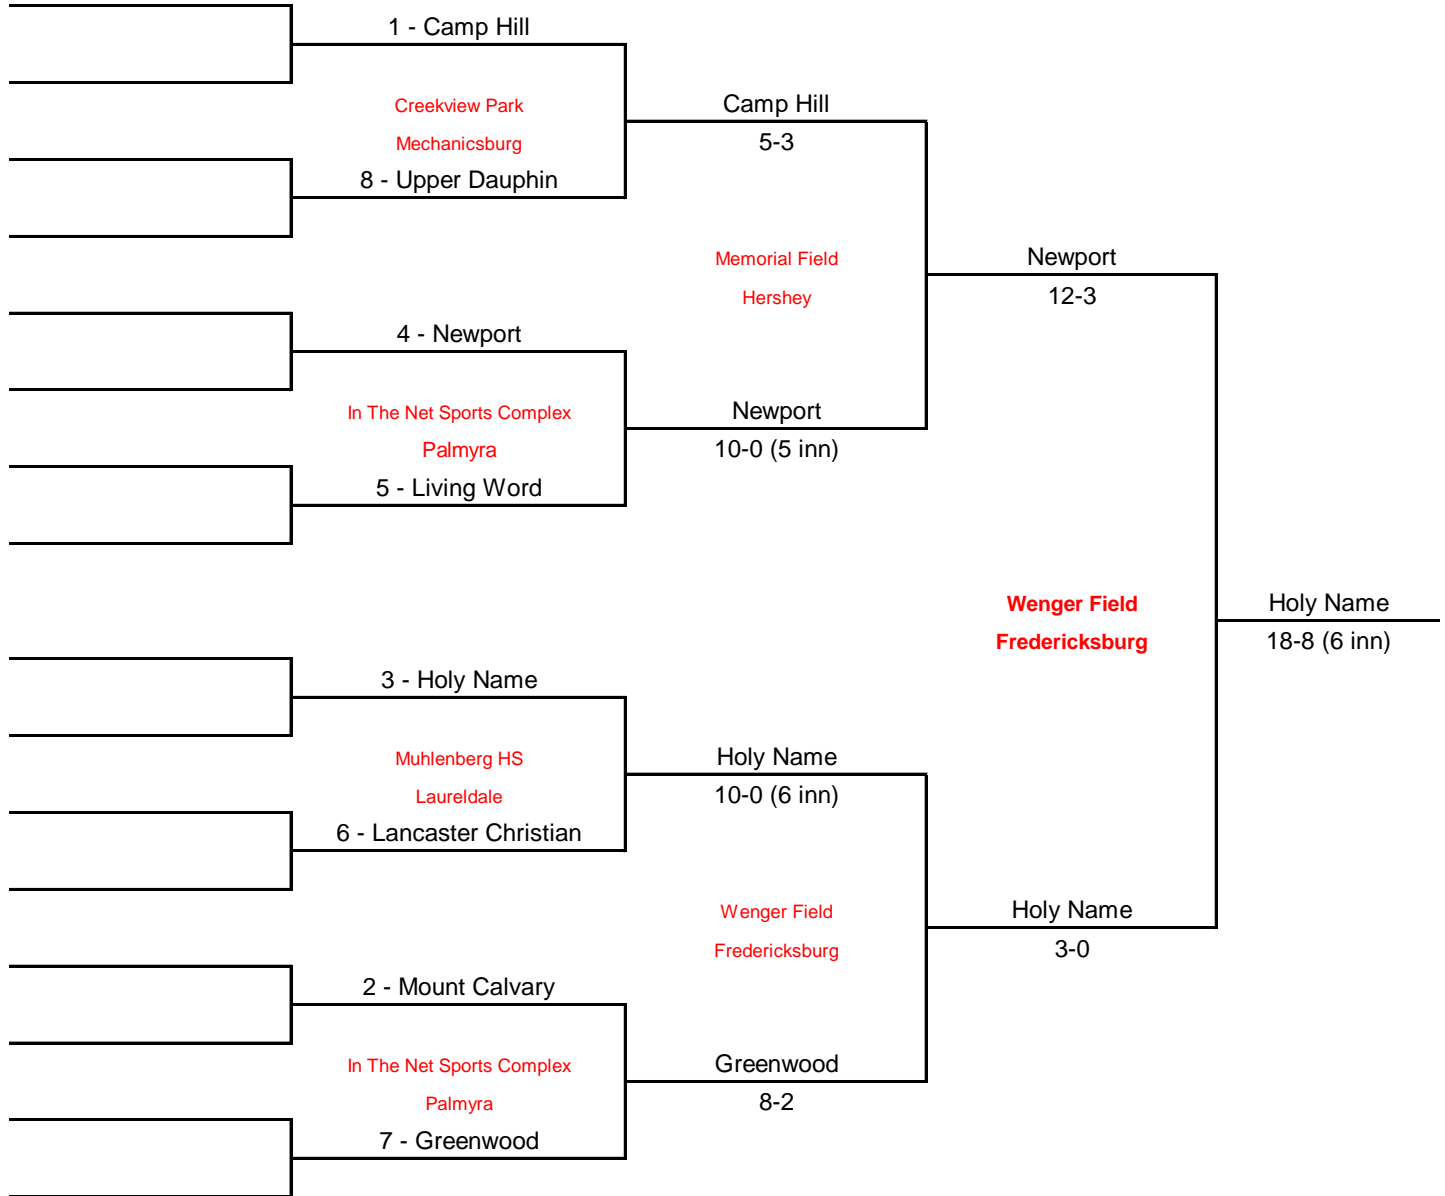 1 - Camp Hill
Creekview Park
Mechanicsburg
8 - Upper Dauphin
Camp Hill
5-3
4 - Newport
In The Net Sports Complex
Palmyra
5 - Living Word
Newport
10-0 (5 inn)
Memorial Field
Hershey
Newport
12-3
3 - Holy Name
Muhlenberg HS
Laureldale
6 - Lancaster Christian
Holy Name
10-0 (6 inn)
2 - Mount Calvary
In The Net Sports Complex
Palmyra
7 - Greenwood
Greenwood
8-2
Wenger Field
Fredericksburg
Holy Name
3-0
Wenger Field
Fredericksburg
Holy Name
18-8 (6 inn)